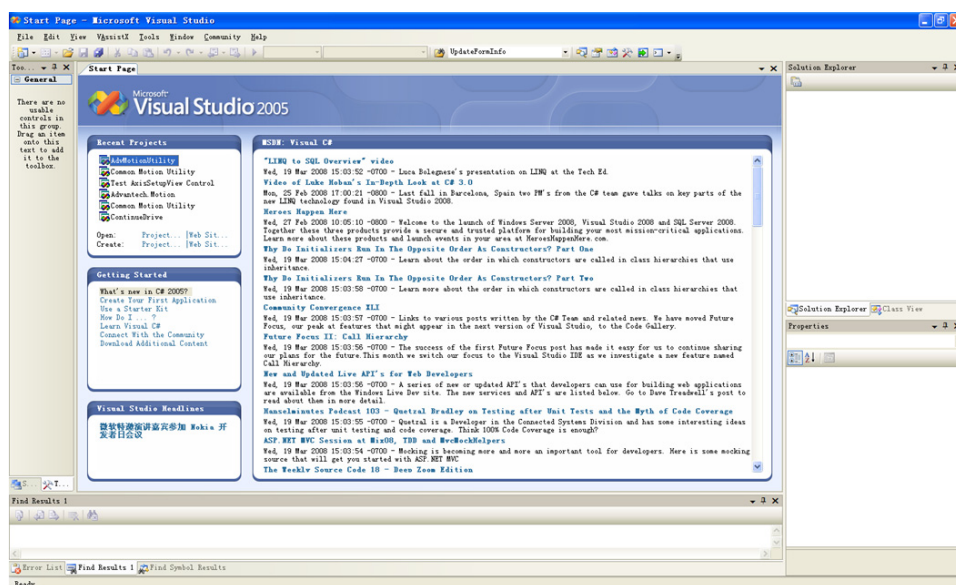 Start Page - Microsoft Visual Studio
File Edit View VAssistX Tools Window Community Help
UpdateFormInfo
Too...
General
There are no
usable
controls in
this group.
Drag an item
onto this
text to add
it to the
toolbox.
S... T...
Start Page
Microsoft
Visual Studio 2005
Recent Projects
AdvMotionUtility
Common Motion Utility
Test AxisSetupView Control
Advantech.Motion
Common Motion Utility
ContinueDrive
Open: Project... |Web Sit...
Create: Project... |Web Sit...
Getting Started
What's new in C# 2005?
Create Your First Application
Use a Starter Kit
How Do I ... ?
Learn Visual C#
Connect With the Community
Download Additional Content
Visual Studio Headlines
微软特邀演讲嘉宾参加 Nokia 开
发者日会议
MSDN: Visual C#
"LINQ to SQL Overview" video
Wed, 19 Mar 2008 15:03:52 -0700 - Luca Bolognese's presentation on LINQ at the Tech Ed.
Video of Luke Hoban's In-Depth Look at C# 3.0
Mon, 25 Feb 2008 17:00:21 -0800 - Last fall in Barcelona, Spain two PM's from the C# team gave talks on key parts of the
new LINQ technology found in Visual Studio 2008.
Heroes Happen Here
Wed, 27 Feb 2008 10:05:10 -0800 - Welcome to the launch of Windows Server 2008, Visual Studio 2008 and SQL Server 2008.
Together these three products provide a secure and trusted platform for building your most mission-critical applications.
Learn more about these products and launch events in your area at HeroesHappenHere.com.
Why Do Initializers Run In The Opposite Order As Constructors? Part One
Wed, 19 Mar 2008 15:04:27 -0700 - Learn about the order in which constructors are called in class hierarchies that use
inheritance.
Why Do Initializers Run In The Opposite Order As Constructors? Part Two
Wed, 19 Mar 2008 15:03:58 -0700 - Learn more about the order in which constructors are called in class hierarchies that
use inheritance.
Community Convergence XLI
Wed, 19 Mar 2008 15:03:57 -0700 - Links to various posts written by the C# Team and related news. We have moved Future
Focus, our peak at features that might appear in the next version of Visual Studio, to the Code Gallery.
Future Focus II: Call Hierarchy
Wed, 19 Mar 2008 15:03:56 -0700 - The success of the first Future Focus post has made it easy for us to continue sharing
our plans for the future.This month we switch our focus to the Visual Studio IDE as we investigate a new feature named
Call Hierarchy.
New and Updated Live API's for Web Developers
Wed, 19 Mar 2008 15:03:56 -0700 - A series of new or updated API's that developers can use for building web applications
are available from the Windows Live Dev site. The new services and API's are listed below. Go to Dave Treadwell's post to
read about them in more detail.
Hanselminutes Podcast 103 - Quetzal Bradley on Testing after Unit Tests and the Myth of Code Coverage
Wed, 19 Mar 2008 15:03:55 -0700 - Quetzal is a Developer in the Connected Systems Division and has some interesting ideas
on testing after unit testing and code coverage. Think 100% Code Coverage is enough?
ASP.NET MVC Session at Mix08, TDD and MvcMockHelpers
Wed, 19 Mar 2008 15:03:54 -0700 - Mocking is becoming more and more an important tool for developers. Here is some mocking
source that will get you started with ASP.NET MVC
The Weekly Source Code 18 - Deep Zoom Edition
Solution Explorer
Solution Explorer Class View
Properties
Find Results 1
Error List Find Results 1 Find Symbol Results
Ready